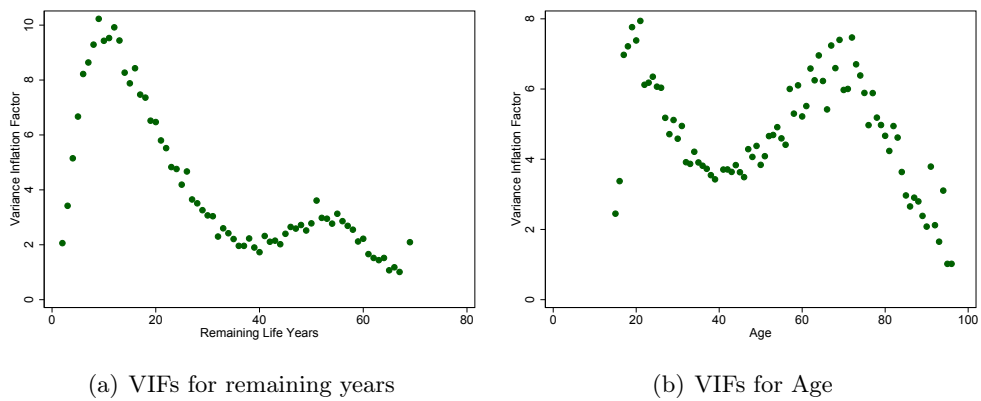 Variance Inflation Factor
10
8
6
4
2
0
0 20 40 60 80
Remaining Life Years
(a) VIFs for remaining years
Variance Inflation Factor
8
6
4
2
0
0 20 40 60 80 100
Age
(b) VIFs for Age